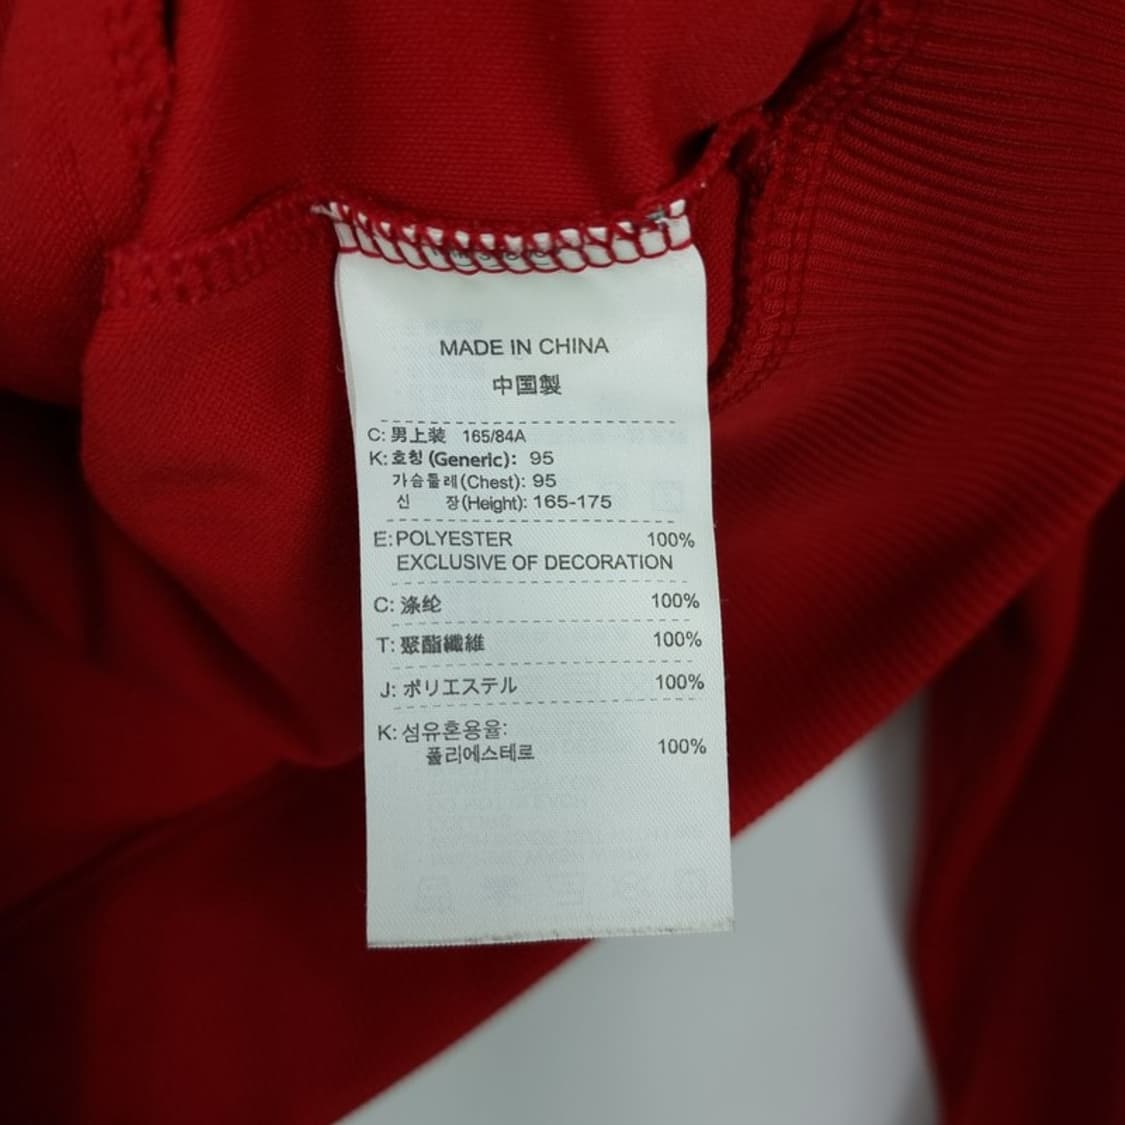 MADE IN CHINA
中国製
C: 男上装 165/84A
K: 호칭 (Generic): 95
가슴둘레(Chest): 95
신 장(Height): 165-175
E: POLYESTER 100%
EXCLUSIVE OF DECORATION
C: 涤纶 100%
T: 聚酯纖維 100%
J: ポリエステル 100%
K: 섬유혼용율:
폴리에스테로 100%